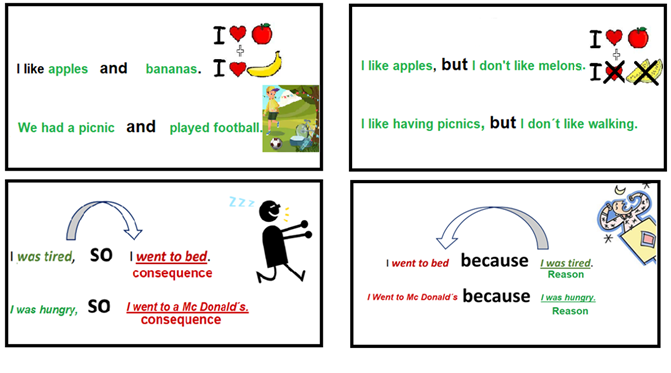 I
+
I like apples and bananas. I
We had a picnic and played football.
I
+
I like apples, but I don't like melons. I
I like having picnics, but I don´t like walking.
zzz
I was tired, SO I went to bed.
consequence
I was hungry, SO I went to a Mc Donald´s.
consequence
I went to bed because I was tired.
Reason
I Went to Mc Donald´s because I was hungry.
Reason